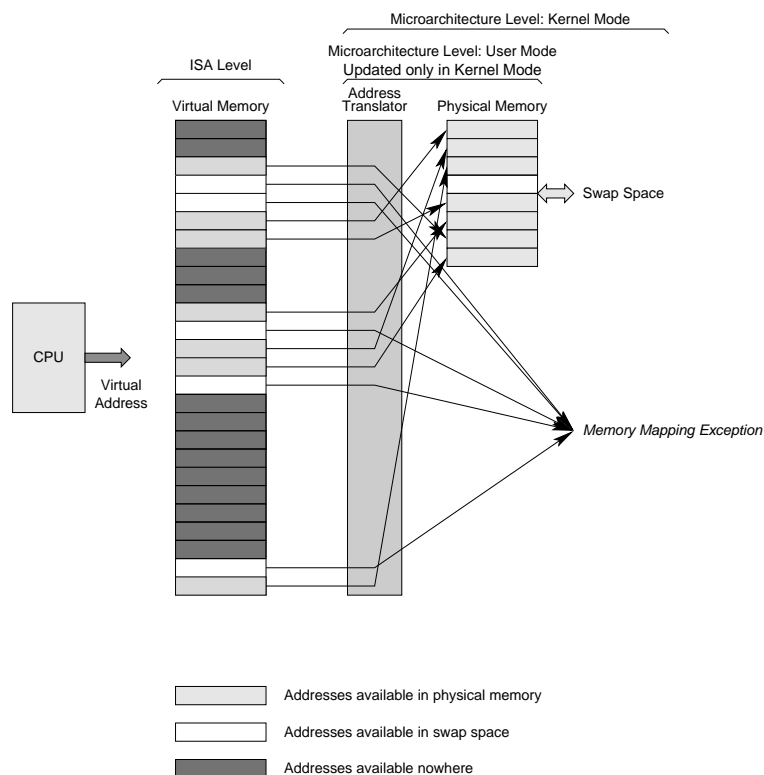 Microarchitecture Level: Kernel Mode
Microarchitecture Level: User Mode
ISA Level
Updated only in Kernel Mode
Address
Translator
Virtual Memory
Physical Memory
Swap Space
CPU
Virtual
Address
Memory Mapping Exception
Addresses available in physical memory
Addresses available in swap space
Addresses available nowhere